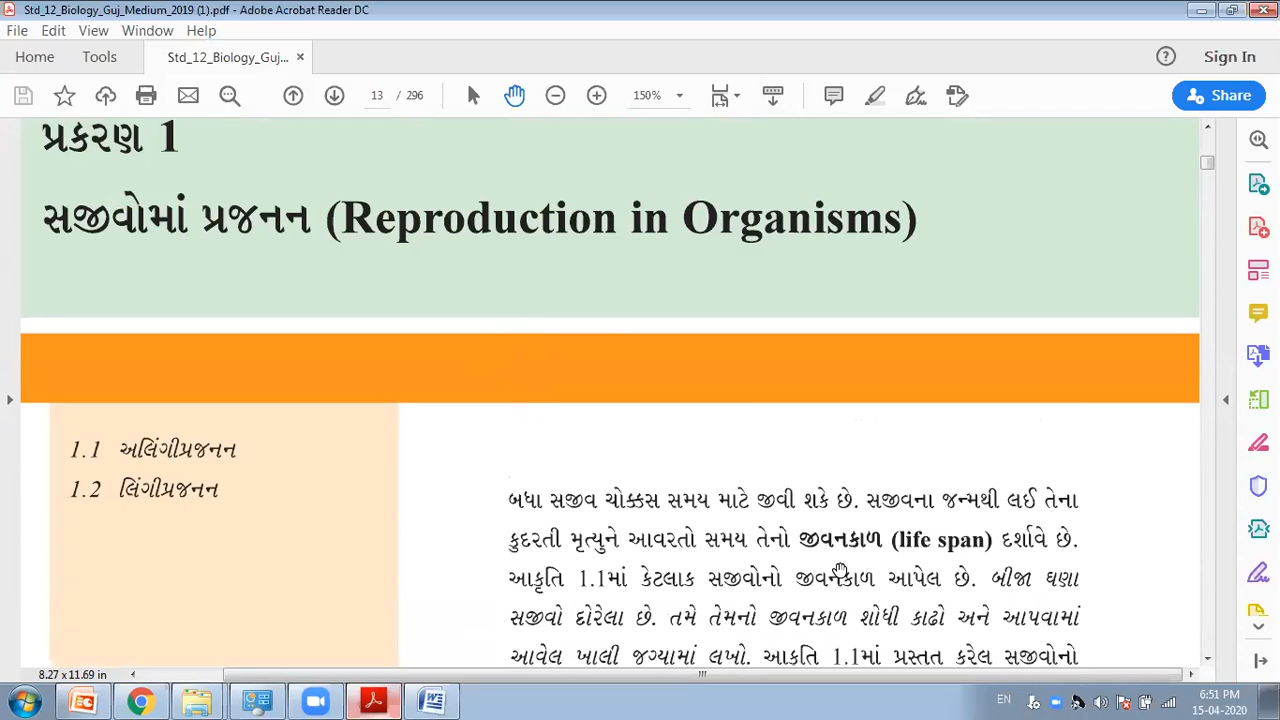 Std_12_Biology_Guj_Medium_2019 (1).pdf - Adobe Acrobat Reader DC
File Edit View Window Help
Home Tools Std_12_Biology_Guj... ×
Sign In
13 / 296
150%
Share
પ્રકરણ 1
સજીવોમાં પ્રજનન (Reproduction in Organisms)
1.1 અલિંગીપ્રજનન
1.2 લિંગીપ્રજનન
બધા સજીવ ચોક્કસ સમય માટે જીવી શકે છે. સજીવના જન્મથી લઈ તેના
કુદરતી મૃત્યુને આવરતો સમય તેનો જીવનકાળ (life span) દર્શાવે છે.
આકૃતિ 1.1માં કેટલાક સજીવોનો જીવનકાળ આપેલ છે. બીજા ઘણા
સજીવો દોરેલા છે. તમે તેમનો જીવનકાળ શોધી કાઢો અને આપવામાં
આવેલ ખાલી જગ્યામાં લખો. આકૃતિ 1.1માં પ્રસ્તુત કરેલ સજીવોનો
8.27 x 11.69 in
EN
6:51 PM
15-04-2020